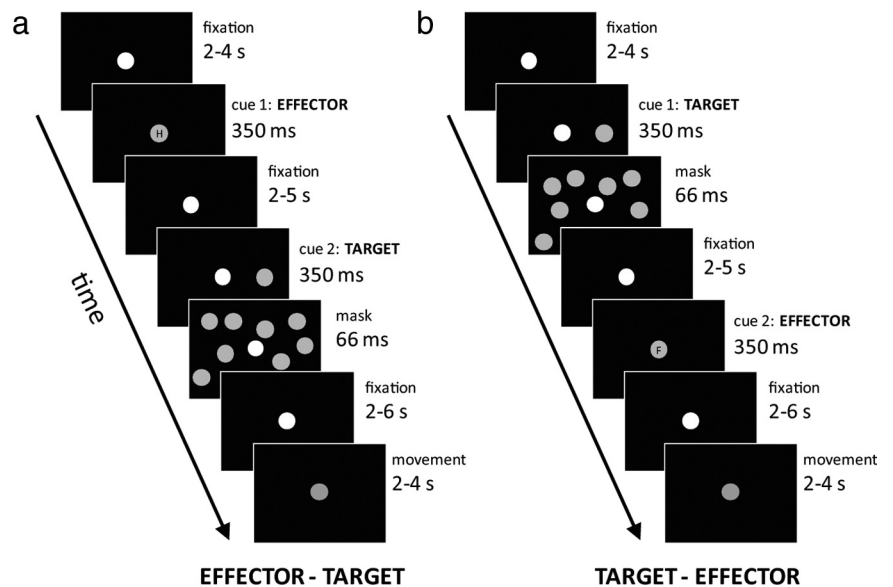 a
fixation
2-4 s
cue 1: EFFECTOR
350 ms
H
fixation
2-5 s
cue 2: TARGET
350 ms
mask
66 ms
fixation
2-6 s
movement
2-4 s
time
EFFECTOR - TARGET
b
fixation
2-4 s
cue 1: TARGET
350 ms
mask
66 ms
fixation
2-5 s
cue 2: EFFECTOR
350 ms
F
fixation
2-6 s
movement
2-4 s
TARGET - EFFECTOR